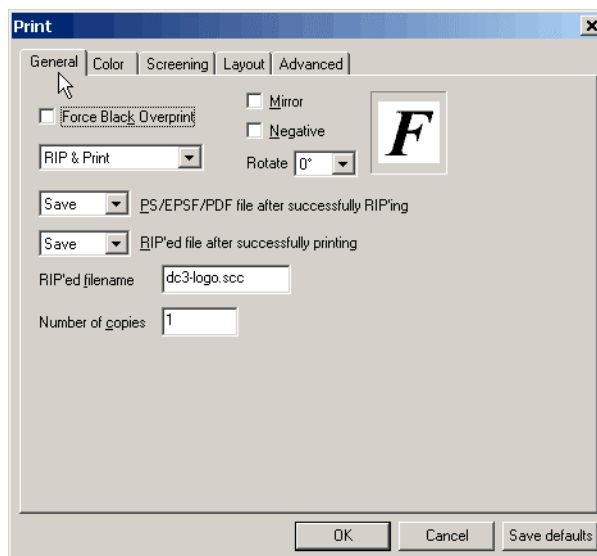 Print
General Color Screening Layout Advanced
Force Black Overprint
Mirror
Negative
F
RIP & Print
Rotate 0°
Save PS/EPSF/PDF file after successfully RIP'ing
Save RIP'ed file after successfully printing
RIP'ed filename dc3-logo.scc
Number of copies 1
OK Cancel Save defaults